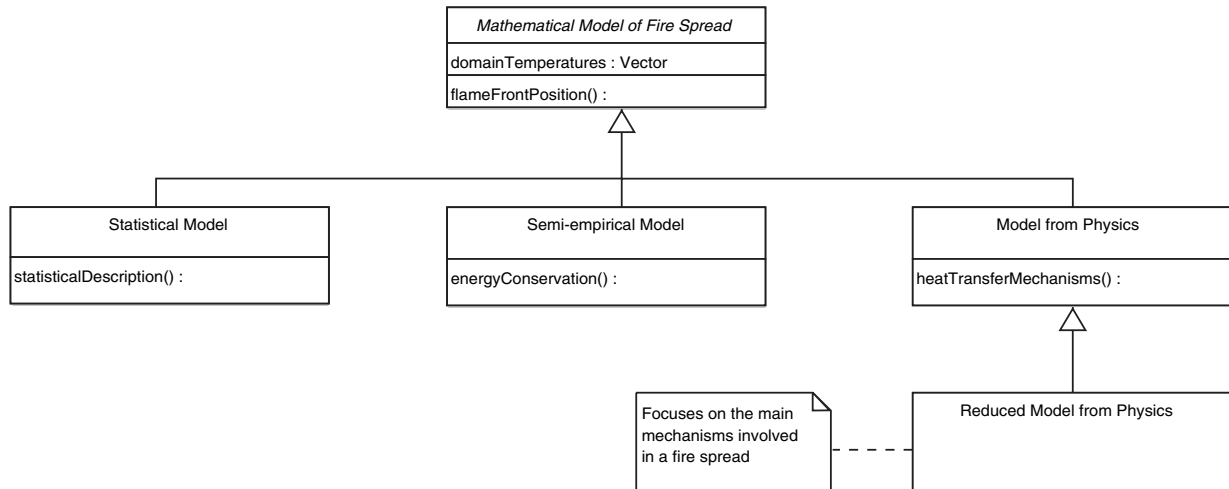 Mathematical Model of Fire Spread
domainTemperatures : Vector
flameFrontPosition() :
Statistical Model
statisticalDescription() :
Semi-empirical Model
energyConservation() :
Model from Physics
heatTransferMechanisms() :
Focuses on the main
mechanisms involved
in a fire spread
Reduced Model from Physics